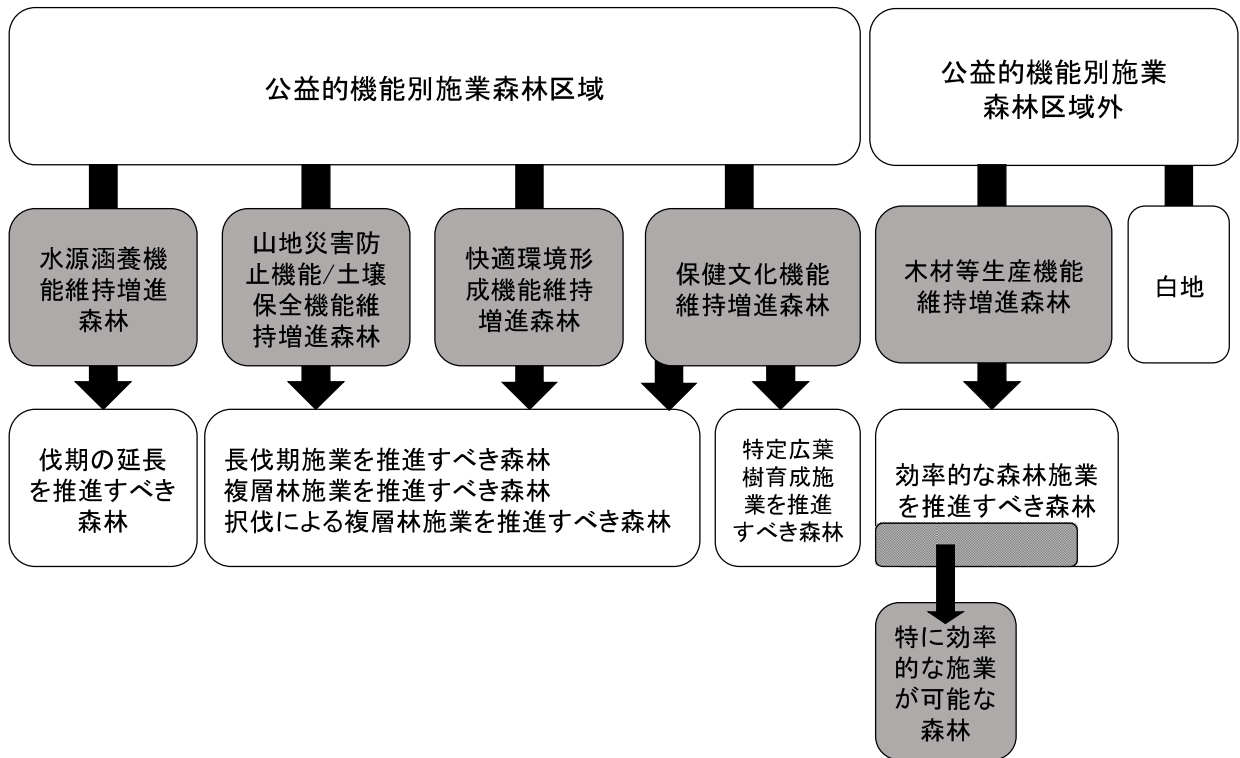 公益的機能別施業森林区域
公益的機能別施業
森林区域外
水源涵養機
能維持増進
森林
山地災害防
止機能/土壌
保全機能維
持増進森林
快適環境形
成機能維持
増進森林
保健文化機能
維持増進森林
木材等生産機能
維持増進森林
白地
伐期の延長
を推進すべき
森林
長伐期施業を推進すべき森林
複層林施業を推進すべき森林
択伐による複層林施業を推進すべき森林
特定広葉
樹育成施
業を推進
すべき森林
効率的な森林施業
を推進すべき森林
特に効率
的な施業
が可能な
森林